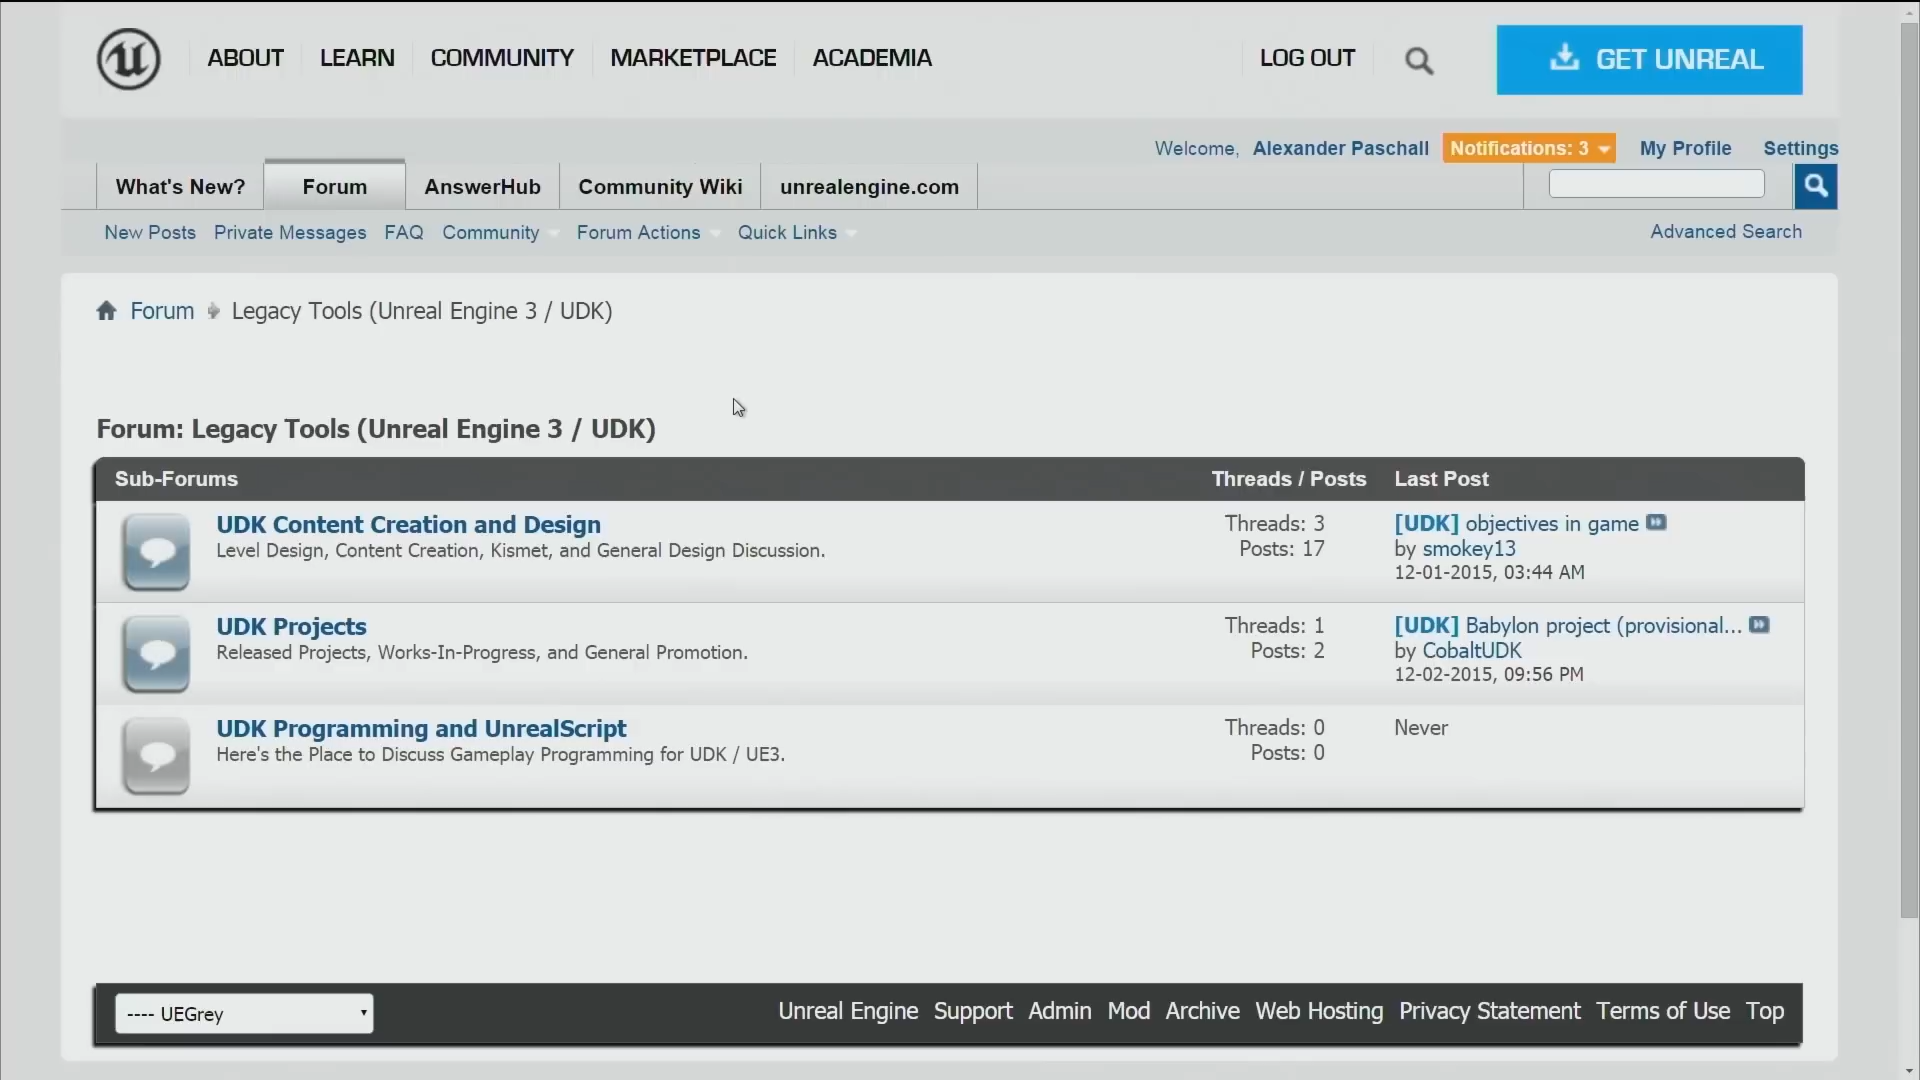 ABOUT LEARN COMMUNITY MARKETPLACE ACADEMIA LOG OUT GET UNREAL
Welcome, Alexander Paschall Notifications: 3 My Profile Settings
What's New? Forum AnswerHub Community Wiki unrealengine.com
New Posts Private Messages FAQ Community Forum Actions Quick Links Advanced Search
Forum Legacy Tools (Unreal Engine 3 / UDK)
Forum: Legacy Tools (Unreal Engine 3 / UDK)
Sub-Forums Threads / Posts Last Post
UDK Content Creation and Design
Level Design, Content Creation, Kismet, and General Design Discussion.
Threads: 3
Posts: 17
[UDK] objectives in game
by smokey13
12-01-2015, 03:44 AM
UDK Projects
Released Projects, Works-In-Progress, and General Promotion.
Threads: 1
Posts: 2
[UDK] Babylon project (provisional...
by CobaltUDK
12-02-2015, 09:56 PM
UDK Programming and UnrealScript
Here's the Place to Discuss Gameplay Programming for UDK / UE3.
Threads: 0
Posts: 0
Never
---- UEGrey
Unreal Engine Support Admin Mod Archive Web Hosting Privacy Statement Terms of Use Top